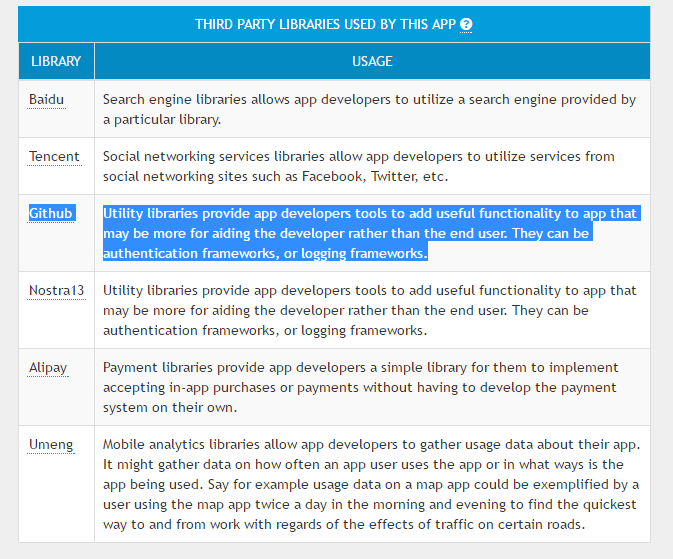 THIRD PARTY LIBRARIES USED BY THIS APP ?
LIBRARY USAGE
Baidu Search engine libraries allows app developers to utilize a search engine provided by
a particular library.
Tencent Social networking services libraries allow app developers to utilize services from
social networking sites such as Facebook, Twitter, etc.
Github Utility libraries provide app developers tools to add useful functionality to app that
may be more for aiding the developer rather than the end user. They can be
authentication frameworks, or logging frameworks.
Nostra13 Utility libraries provide app developers tools to add useful functionality to app that
may be more for aiding the developer rather than the end user. They can be
authentication frameworks, or logging frameworks.
Alipay Payment libraries provide app developers a simple library for them to implement
accepting in-app purchases or payments without having to develop the payment
system on their own.
Umeng Mobile analytics libraries allow app developers to gather usage data about their app.
It might gather data on how often an app user uses the app or in what ways is the
app being used. Say for example usage data on a map app could be exemplified by a
user using the map app twice a day in the morning and evening to find the quickest
way to and from work with regards of the effects of traffic on certain roads.